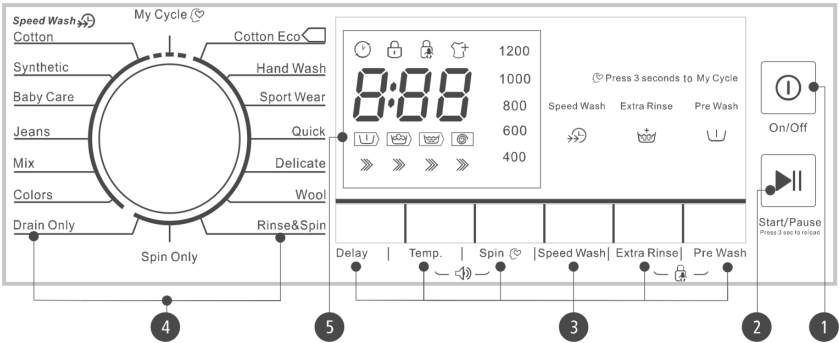 Speed Wash
My Cycle
Cotton
Cotton Eco
Synthetic
Hand Wash
Baby Care
Sport Wear
Jeans
Quick
Mix
Delicate
Colors
Wool
Drain Only
Rinse&Spin
Spin Only
8:88
1200
1000
800
600
400
Press 3 seconds to My Cycle
Speed Wash Extra Rinse Pre Wash
On/Off
Start/Pause
Press 3 sec to reload
Delay | Temp. | Spin | Speed Wash | Extra Rinse | Pre Wash
4 5 3 2 1